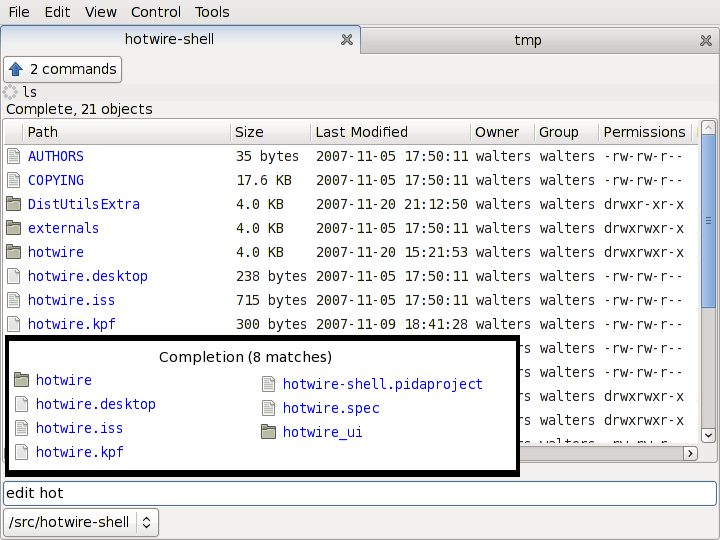 File Edit View Control Tools
hotwire-shell tmp
2 commands
ls
Complete, 21 objects
Path Size Last Modified Owner Group Permissions
AUTHORS 35 bytes 2007-11-05 17:50:11 walters walters -rw-rw-r--
COPYING 17.6 KB 2007-11-05 17:50:11 walters walters -rw-rw-r--
DistUtilsExtra 4.0 KB 2007-11-20 21:12:50 walters walters drwxr-xr-x
externals 4.0 KB 2007-11-05 17:50:11 walters walters drwxrwxr-x
hotwire 4.0 KB 2007-11-20 15:21:53 walters walters drwxrwxr-x
hotwire.desktop 238 bytes 2007-11-05 17:50:11 walters walters -rw-rw-r--
hotwire.iss 715 bytes 2007-11-05 17:50:11 walters walters -rw-rw-r--
hotwire.kpf 300 bytes 2007-11-09 18:41:28 walters walters -rw-rw-r--
walters -rw-rw-r--
walters -rw-rw-r--
walters drwxrwxr-x
walters drwxrwxr-x
Completion (8 matches)
hotwire
hotwire.desktop
hotwire.iss
hotwire.kpf
hotwire-shell.pidaproject
hotwire.spec
hotwire_ui
edit hot
/src/hotwire-shell